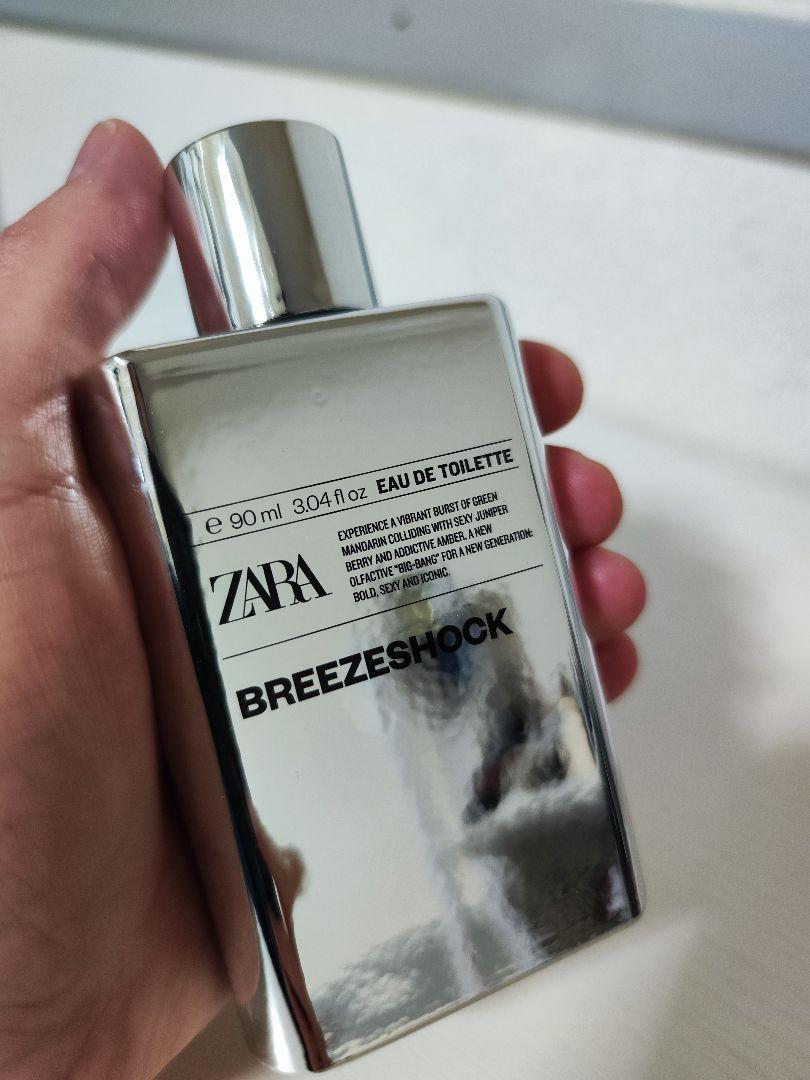 ℮ 90 ml 3.04 fl oz EAU DE TOILETTE
ZARA
EXPERIENCE A VIBRANT BURST OF GREEN
MANDARIN COLLIDING WITH SEXY JUNIPER
BERRY AND ADDICTIVE AMBER. A NEW
OLFACTIVE "BIG-BANG" FOR A NEW GENERATION:
BOLD, SEXY AND ICONIC.
BREEZESHOCK